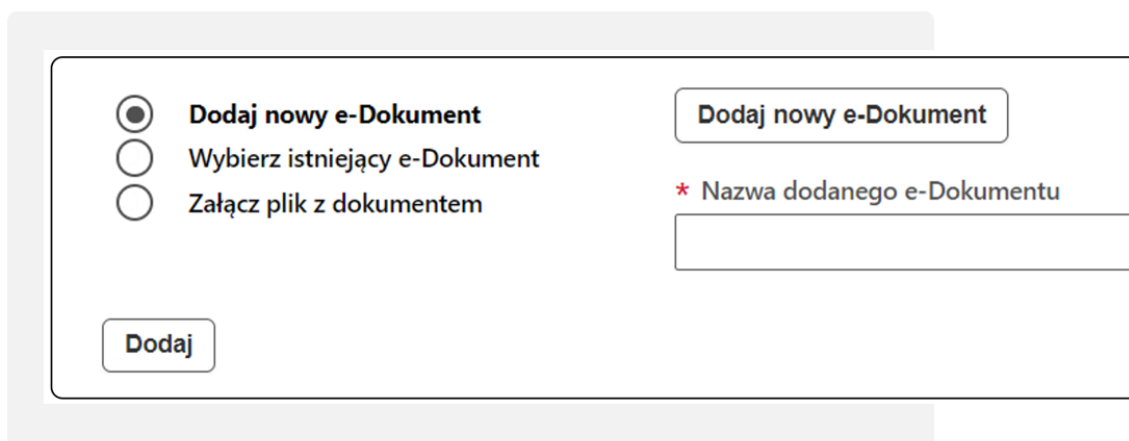 Dodaj nowy e-Dokument
Wybierz istniejący e-Dokument
Załącz plik z dokumentem
Dodaj nowy e-Dokument
* Nazwa dodanego e-Dokumentu
Dodaj